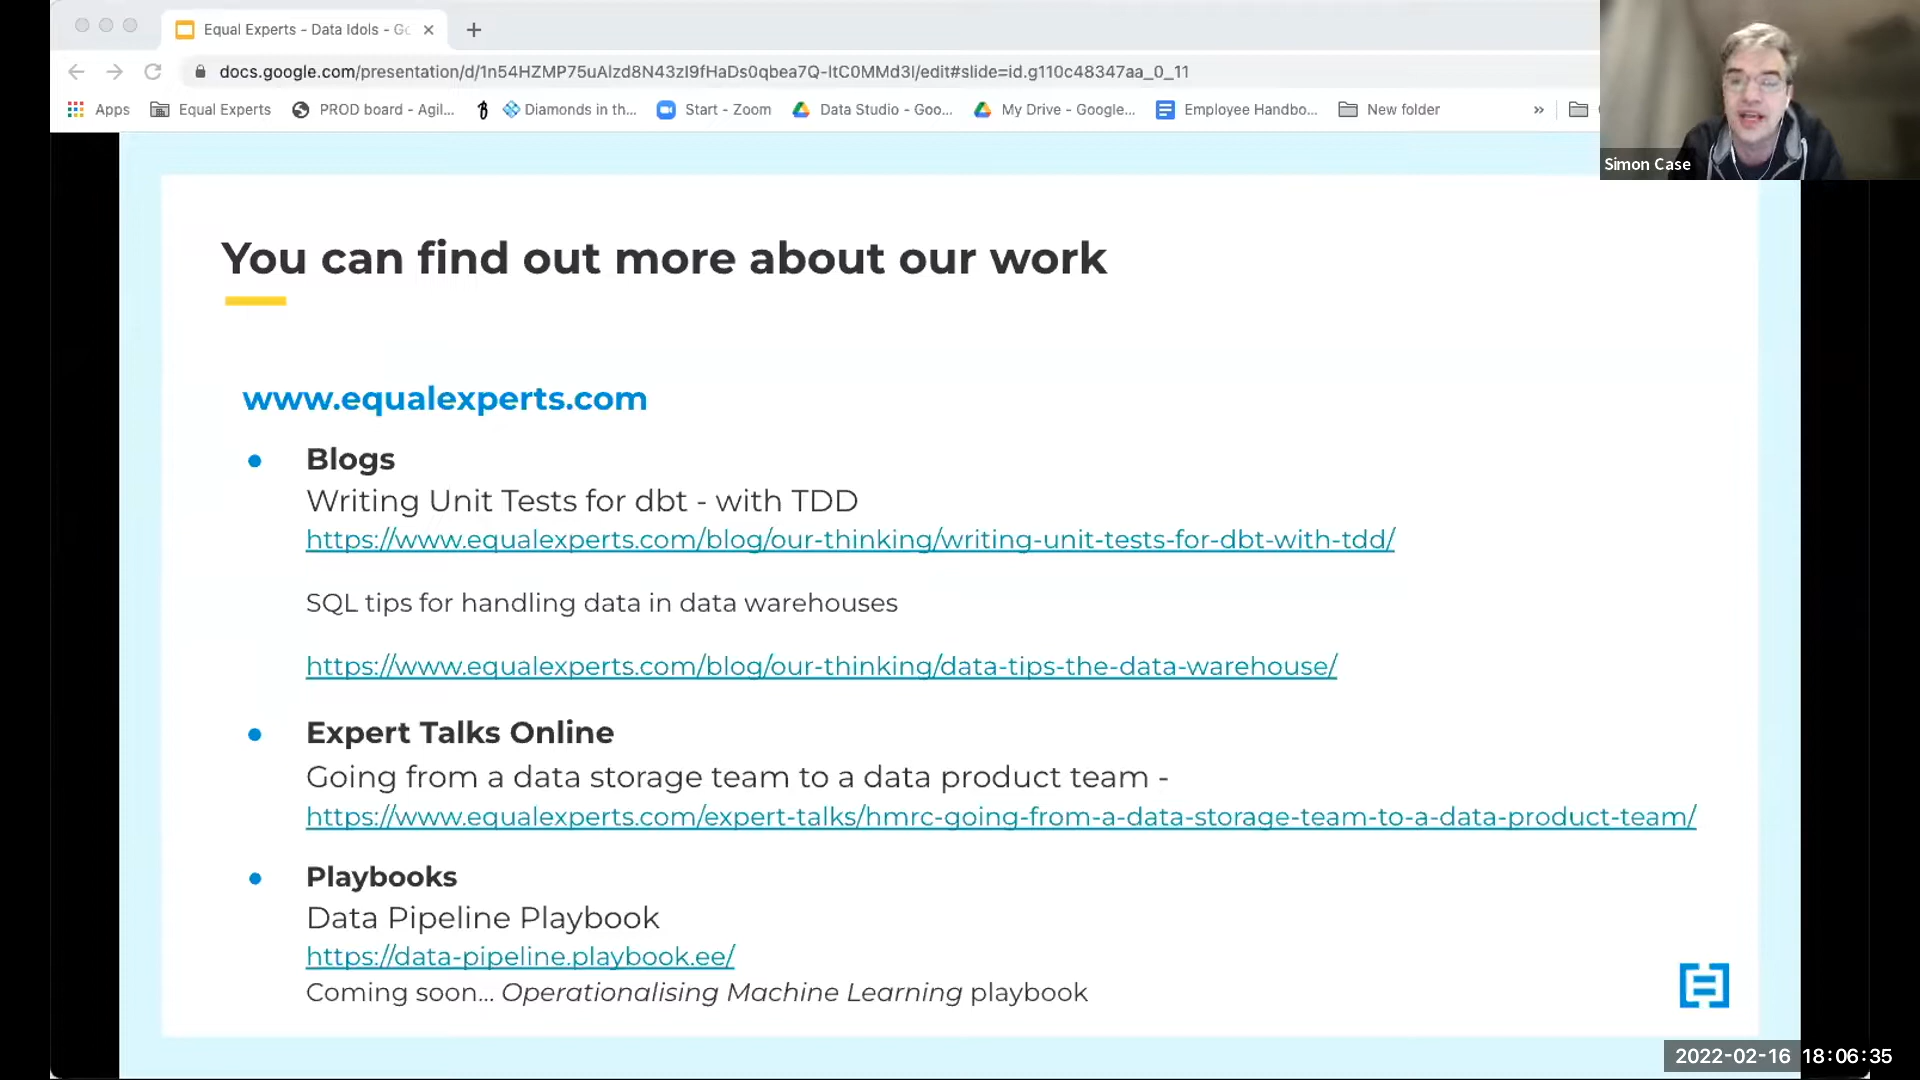 Equal Experts - Data Idols - Go
docs.google.com/presentation/d/1n54HZMP75uAlzd8N43zI9fHaDs0qbea7Q-ItC0MMd3I/edit#slide=id.g110c48347aa_0_11
Apps Equal Experts PROD board - Agil... Diamonds in th... Start - Zoom Data Studio - Goo... My Drive - Google... Employee Handbo... New folder »
Simon Case
You can find out more about our work
www.equalexperts.com
● Blogs
Writing Unit Tests for dbt - with TDD
https://www.equalexperts.com/blog/our-thinking/writing-unit-tests-for-dbt-with-tdd/
SQL tips for handling data in data warehouses
https://www.equalexperts.com/blog/our-thinking/data-tips-the-data-warehouse/
● Expert Talks Online
Going from a data storage team to a data product team -
https://www.equalexperts.com/expert-talks/hmrc-going-from-a-data-storage-team-to-a-data-product-team/
● Playbooks
Data Pipeline Playbook
https://data-pipeline.playbook.ee/
Coming soon... Operationalising Machine Learning playbook
2022-02-16 18:06:35